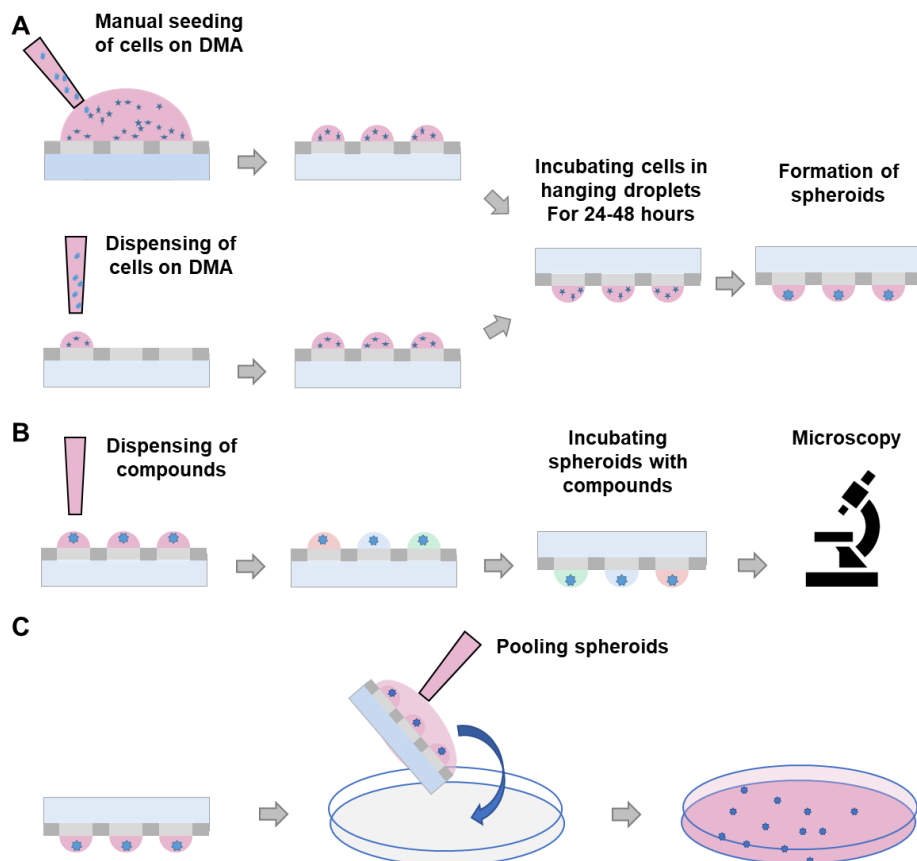 A
Manual seeding
of cells on DMA
Dispensing of
cells on DMA
Incubating cells in
hanging droplets
For 24-48 hours
Formation of
spheroids
B
Dispensing of
compounds
Incubating
spheroids with
compounds
Microscopy
C
Pooling spheroids